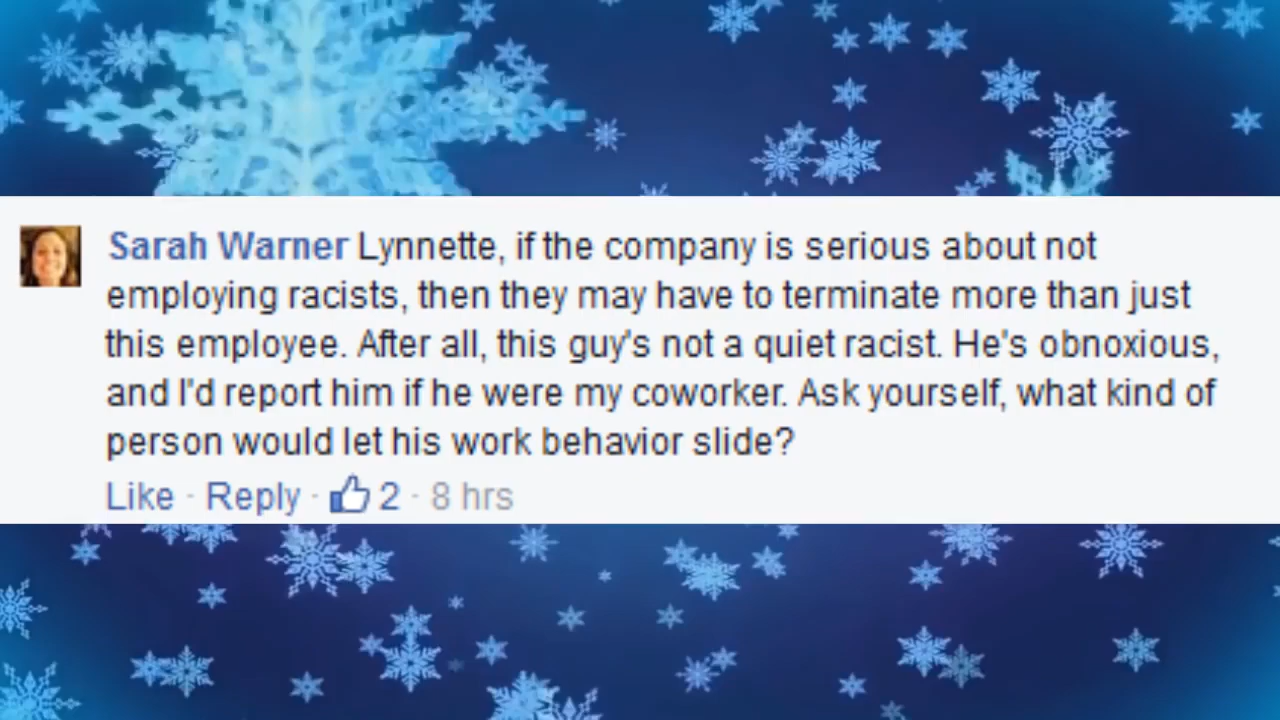 Sarah Warner Lynnette, if the company is serious about not
employing racists, then they may have to terminate more than just
this employee. After all, this guy's not a quiet racist. He's obnoxious,
and I'd report him if he were my coworker. Ask yourself, what kind of
person would let his work behavior slide?
Like · Reply · 2 · 8 hrs